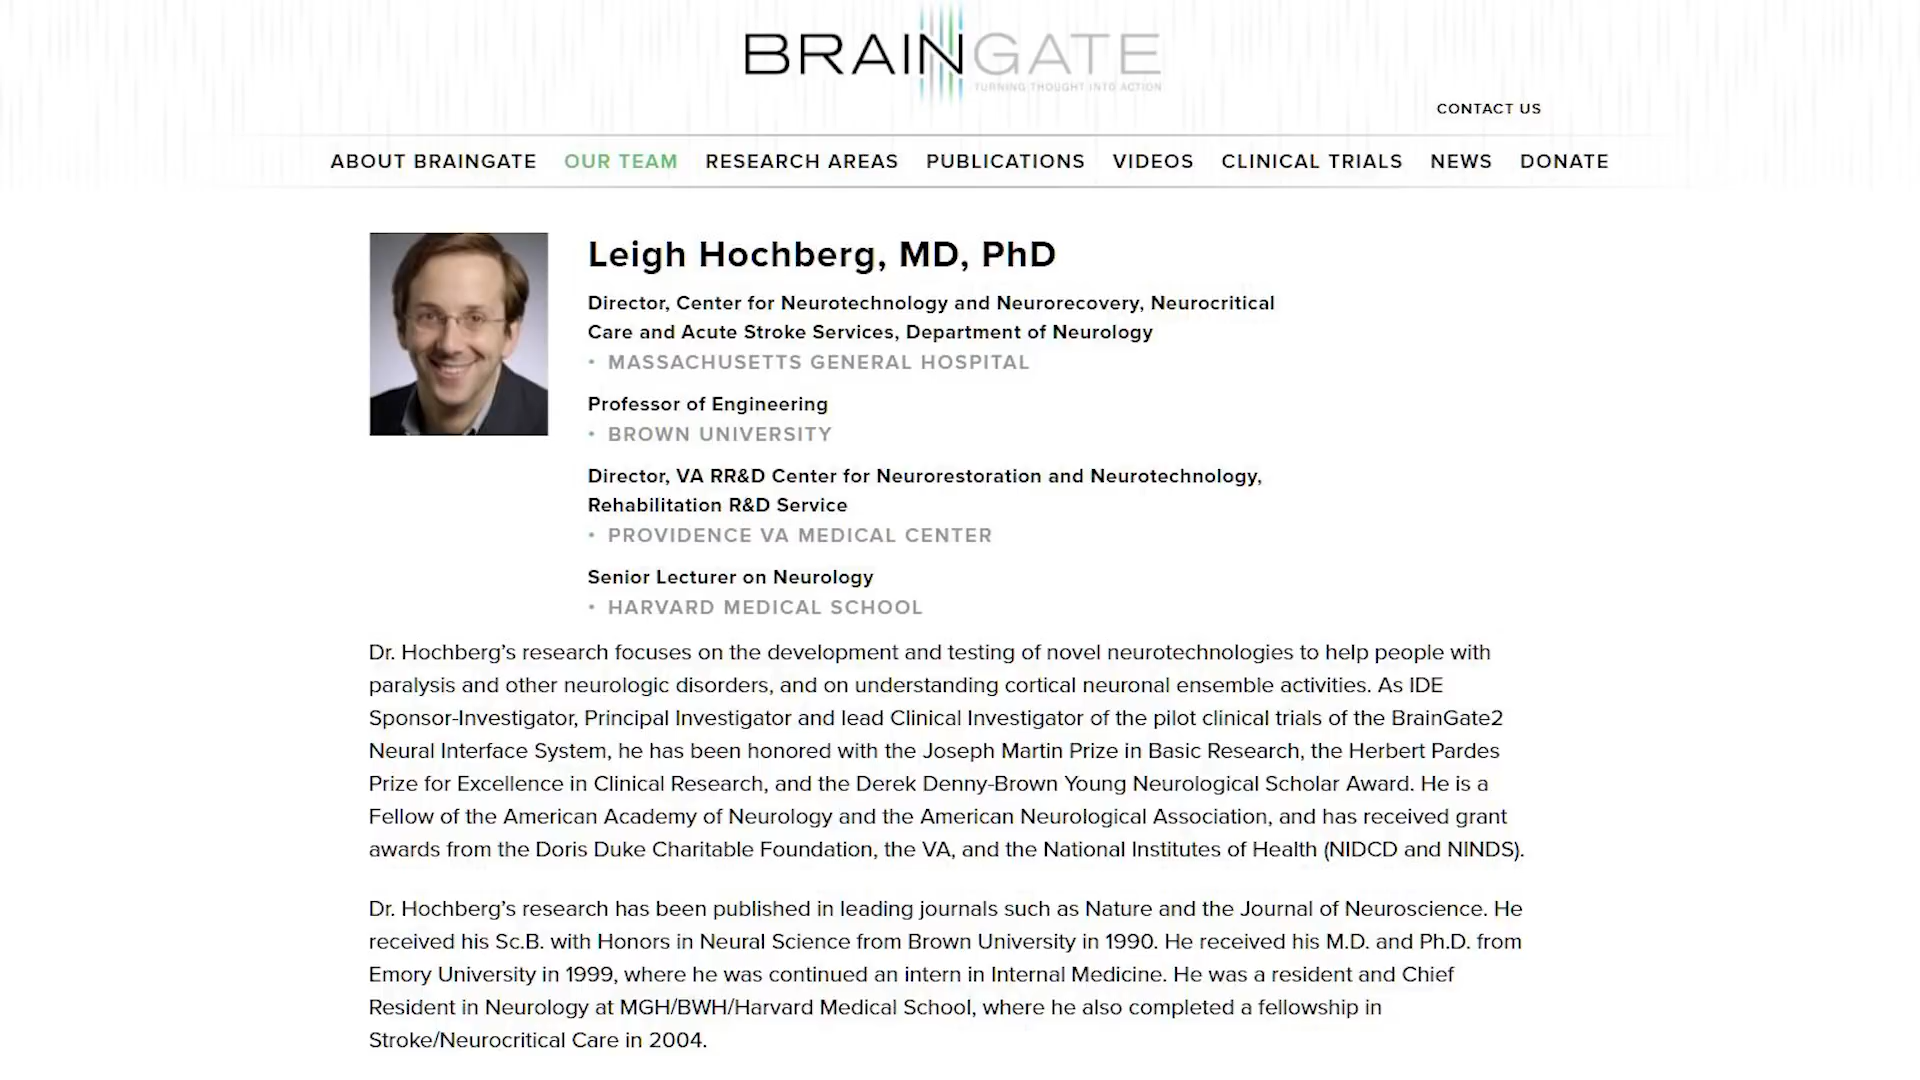 BRAINGATE
TURNING THOUGHT INTO ACTION
CONTACT US
ABOUT BRAINGATE OUR TEAM RESEARCH AREAS PUBLICATIONS VIDEOS CLINICAL TRIALS NEWS DONATE
Leigh Hochberg, MD, PhD
Director, Center for Neurotechnology and Neurorecovery, Neurocritical
Care and Acute Stroke Services, Department of Neurology
• MASSACHUSETTS GENERAL HOSPITAL
Professor of Engineering
• BROWN UNIVERSITY
Director, VA RR&D Center for Neurorestoration and Neurotechnology,
Rehabilitation R&D Service
• PROVIDENCE VA MEDICAL CENTER
Senior Lecturer on Neurology
• HARVARD MEDICAL SCHOOL
Dr. Hochberg’s research focuses on the development and testing of novel neurotechnologies to help people with
paralysis and other neurologic disorders, and on understanding cortical neuronal ensemble activities. As IDE
Sponsor-Investigator, Principal Investigator and lead Clinical Investigator of the pilot clinical trials of the BrainGate2
Neural Interface System, he has been honored with the Joseph Martin Prize in Basic Research, the Herbert Pardes
Prize for Excellence in Clinical Research, and the Derek Denny-Brown Young Neurological Scholar Award. He is a
Fellow of the American Academy of Neurology and the American Neurological Association, and has received grant
awards from the Doris Duke Charitable Foundation, the VA, and the National Institutes of Health (NIDCD and NINDS).
Dr. Hochberg’s research has been published in leading journals such as Nature and the Journal of Neuroscience. He
received his Sc.B. with Honors in Neural Science from Brown University in 1990. He received his M.D. and Ph.D. from
Emory University in 1999, where he was continued an intern in Internal Medicine. He was a resident and Chief
Resident in Neurology at MGH/BWH/Harvard Medical School, where he also completed a fellowship in
Stroke/Neurocritical Care in 2004.